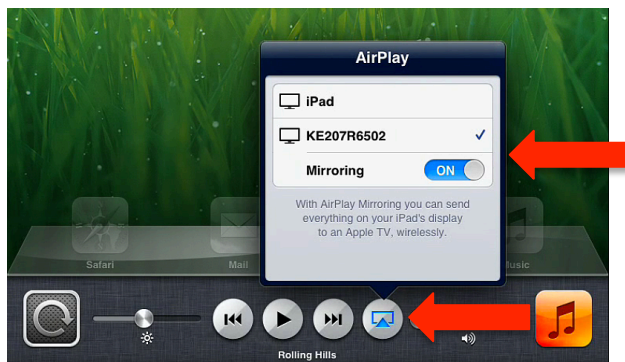 AirPlay
iPad
KE207R6502
Mirroring ON
With AirPlay Mirroring you can send
everything on your iPad's display
to an Apple TV, wirelessly.
Safari
Mail
Music
Rolling Hills